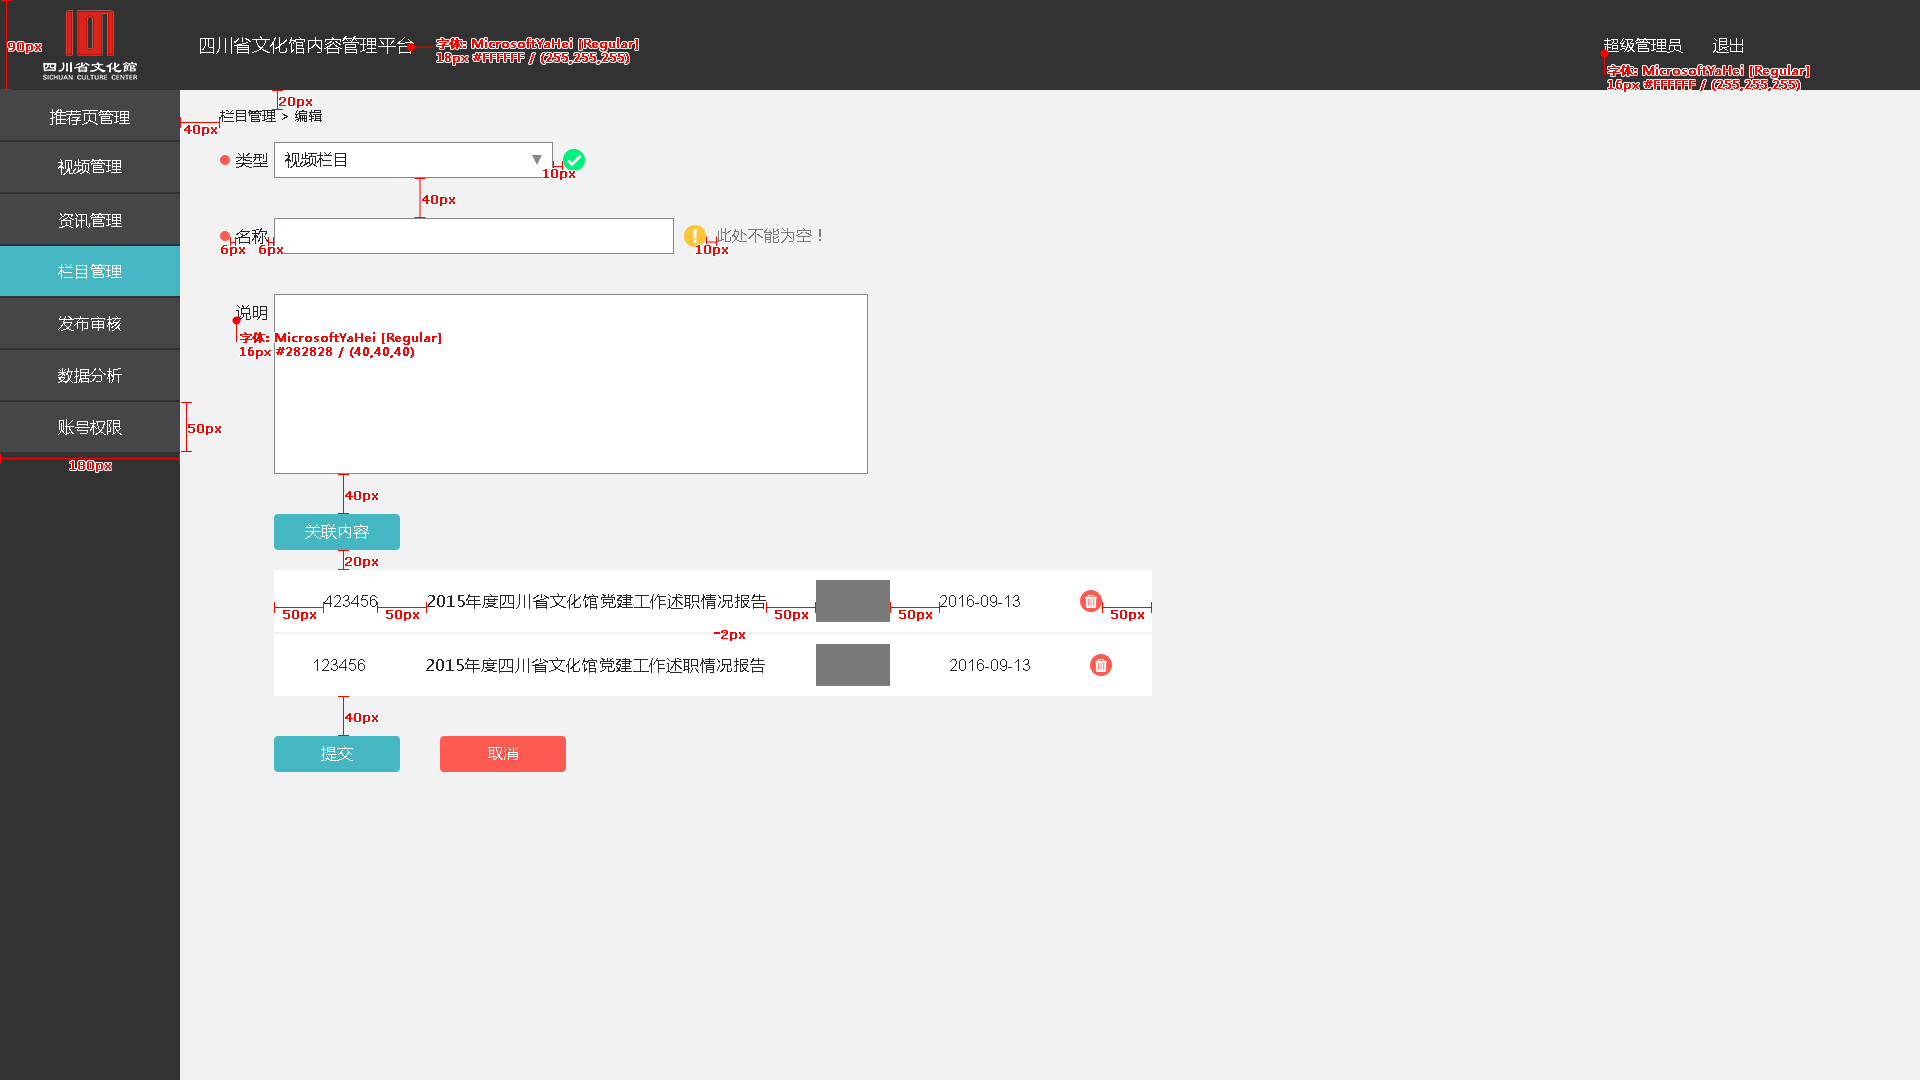 90px
四川省文化館
SICHUAN CULTURE CENTER
四川省文化馆内容管理平台
字体: MicrosoftYaHei [Regular]
18px #FFFFFF / (255,255,255)
超级管理员 退出
字体: MicrosoftYaHei [Regular]
16px #FFFFFF / (255,255,255)
推荐页管理
视频管理
资讯管理
栏目管理
发布审核
数据分析
账号权限
50px
180px
20px
40px
栏目管理 > 编辑
类型 视频栏目
10px
40px
名称
6px 6px
此处不能为空！
10px
说明
字体: MicrosoftYaHei [Regular]
16px #282828 / (40,40,40)
40px
关联内容
20px
423456 2015年度四川省文化馆党建工作述职情况报告 2016-09-13
50px 50px 50px 50px 50px
2px
123456 2015年度四川省文化馆党建工作述职情况报告 2016-09-13
40px
提交 取消